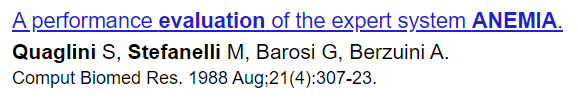 A performance evaluation of the expert system ANEMIA.
Quaglini S, Stefanelli M, Barosi G, Berzuini A.
Comput Biomed Res. 1988 Aug;21(4):307-23.